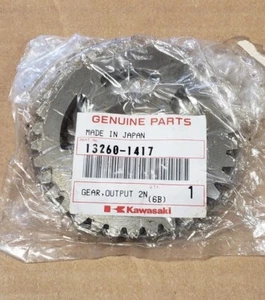 GENUINE PARTS
MADE IN JAPAN
13260-1417
GEAR,OUTPUT 2N
(6B)
1
Kawasaki